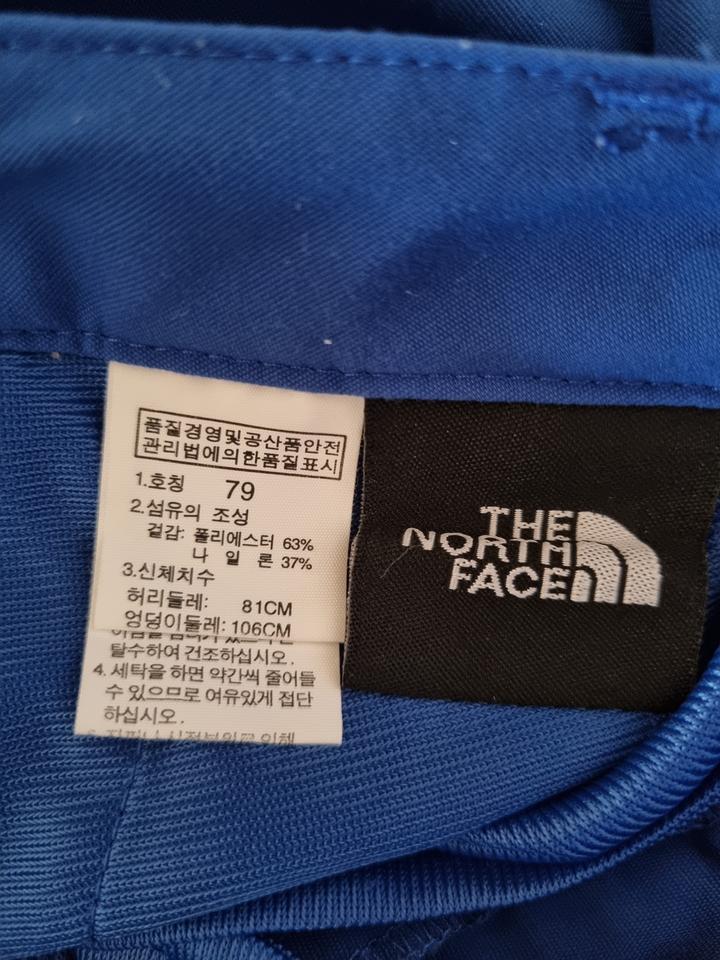 품질경영및공산품안전
관리법에의한품질표시
1.호칭 79
2.섬유의 조성
겉감: 폴리에스터 63%
나 일 론 37%
3.신체치수
허리둘레: 81CM
엉덩이둘레: 106CM
탈수하여 건조하십시오.
4. 세탁을 하면 약간씩 줄어들
수 있으므로 여유있게 접단
하십시오.
THE
NORTH
FACE